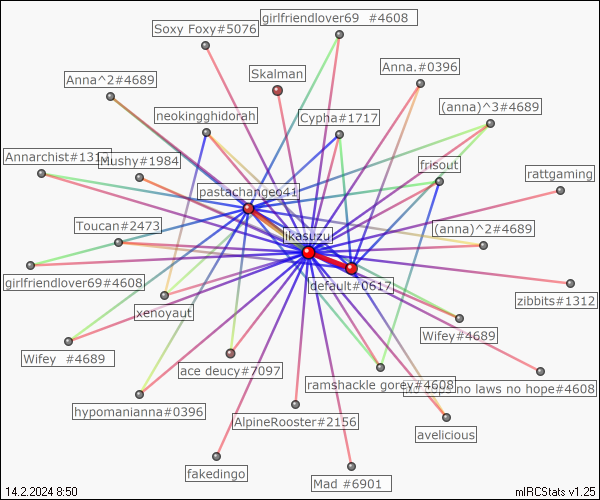 girlfriendlover69  #4608
Soxy Foxy#5076
Skalman
Anna.#0396
Anna^2#4689
(anna)^3#4689
neokingghidorah
Cypha#1717
Annarchist#131
Mushy#1984
frisout
rattgaming
pastachangeg41
Toucan#2473
ikasuzu
(anna)^2#4689
girlfriendlover69#4608
default#0617
zibbits#1312
xenoyaut
Wifey#4689
Wifey  #4689
ace deucy#7097
ramshackle gorey#4608
no laws no hope#4608
hypomanianna#0396
AlpineRooster#2156
avelicious
fakedingo
Mad #6901
14.2.2024 8:50
mIRCStats v1.25